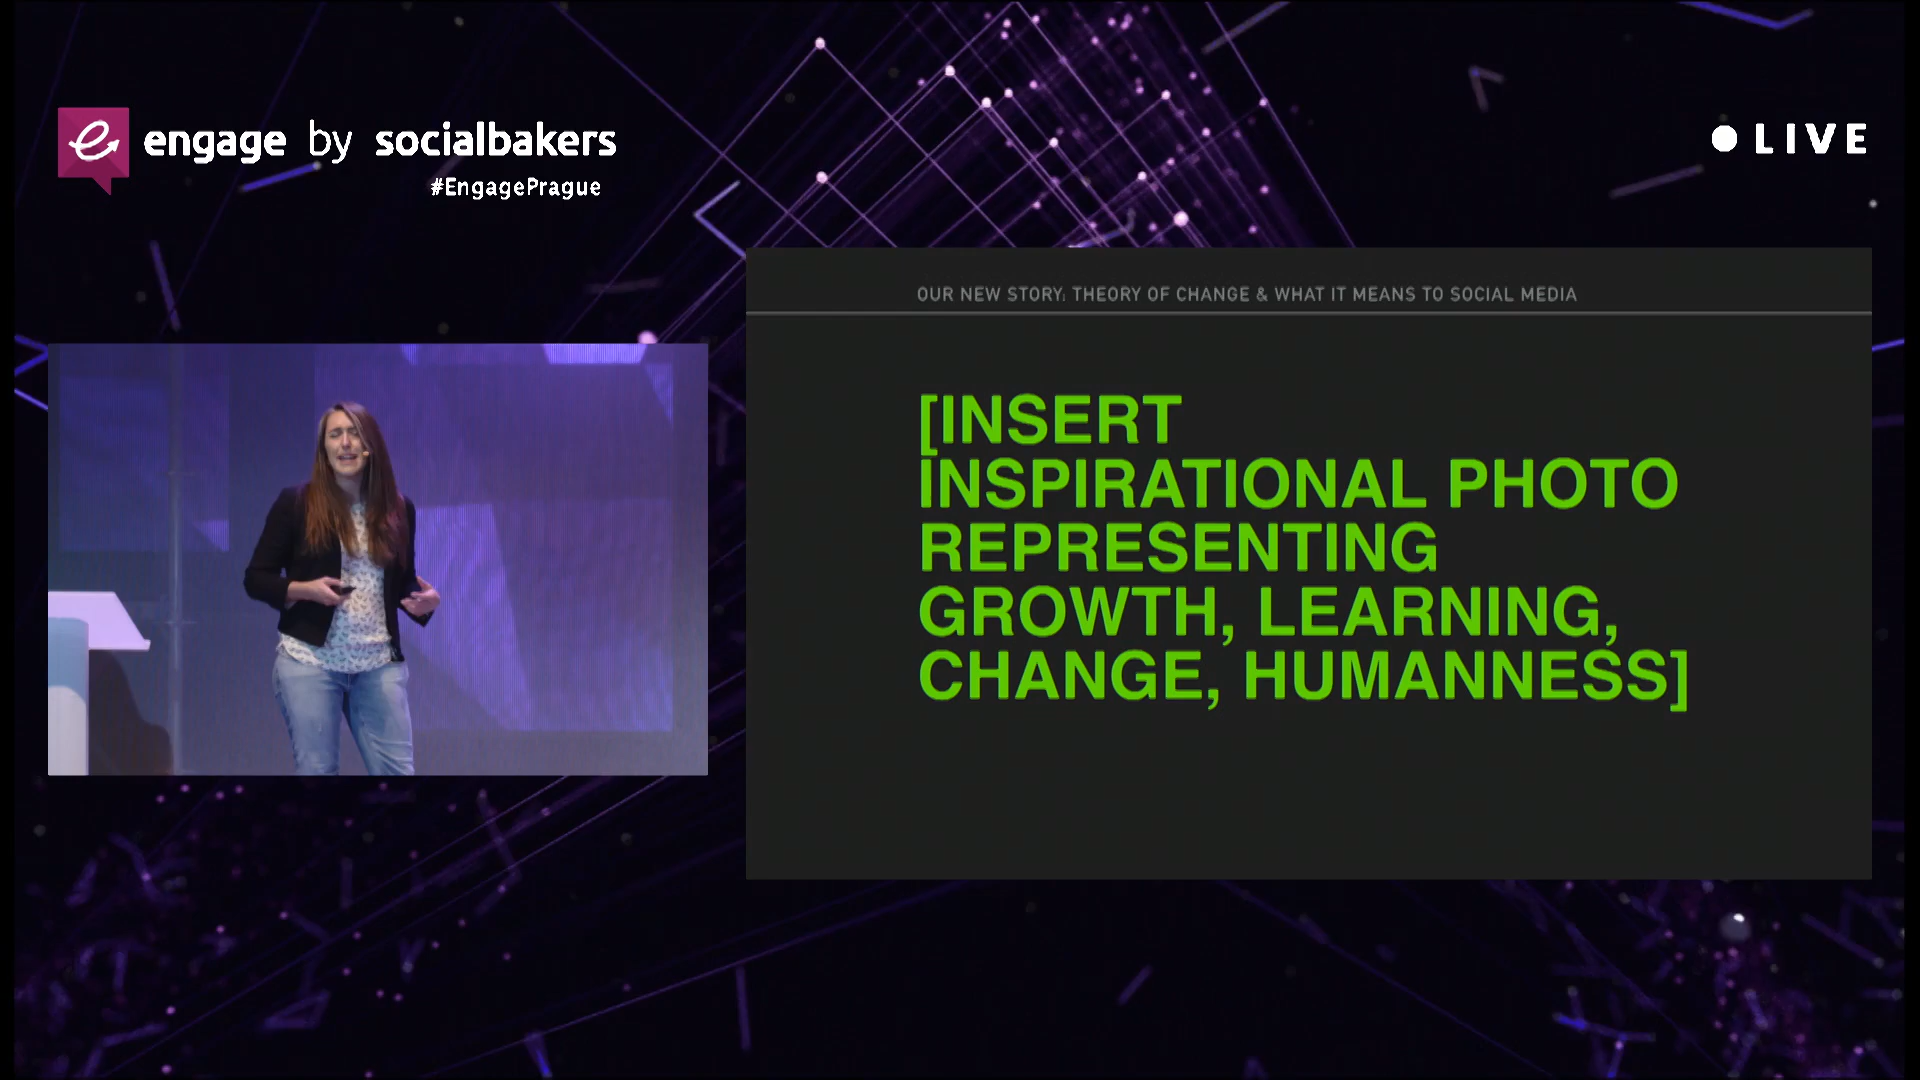 engage by socialbakers
#EngagePrague
LIVE
OUR NEW STORY: THEORY OF CHANGE & WHAT IT MEANS TO SOCIAL MEDIA
[INSERT
INSPIRATIONAL PHOTO
REPRESENTING
GROWTH, LEARNING,
CHANGE, HUMANNESS]